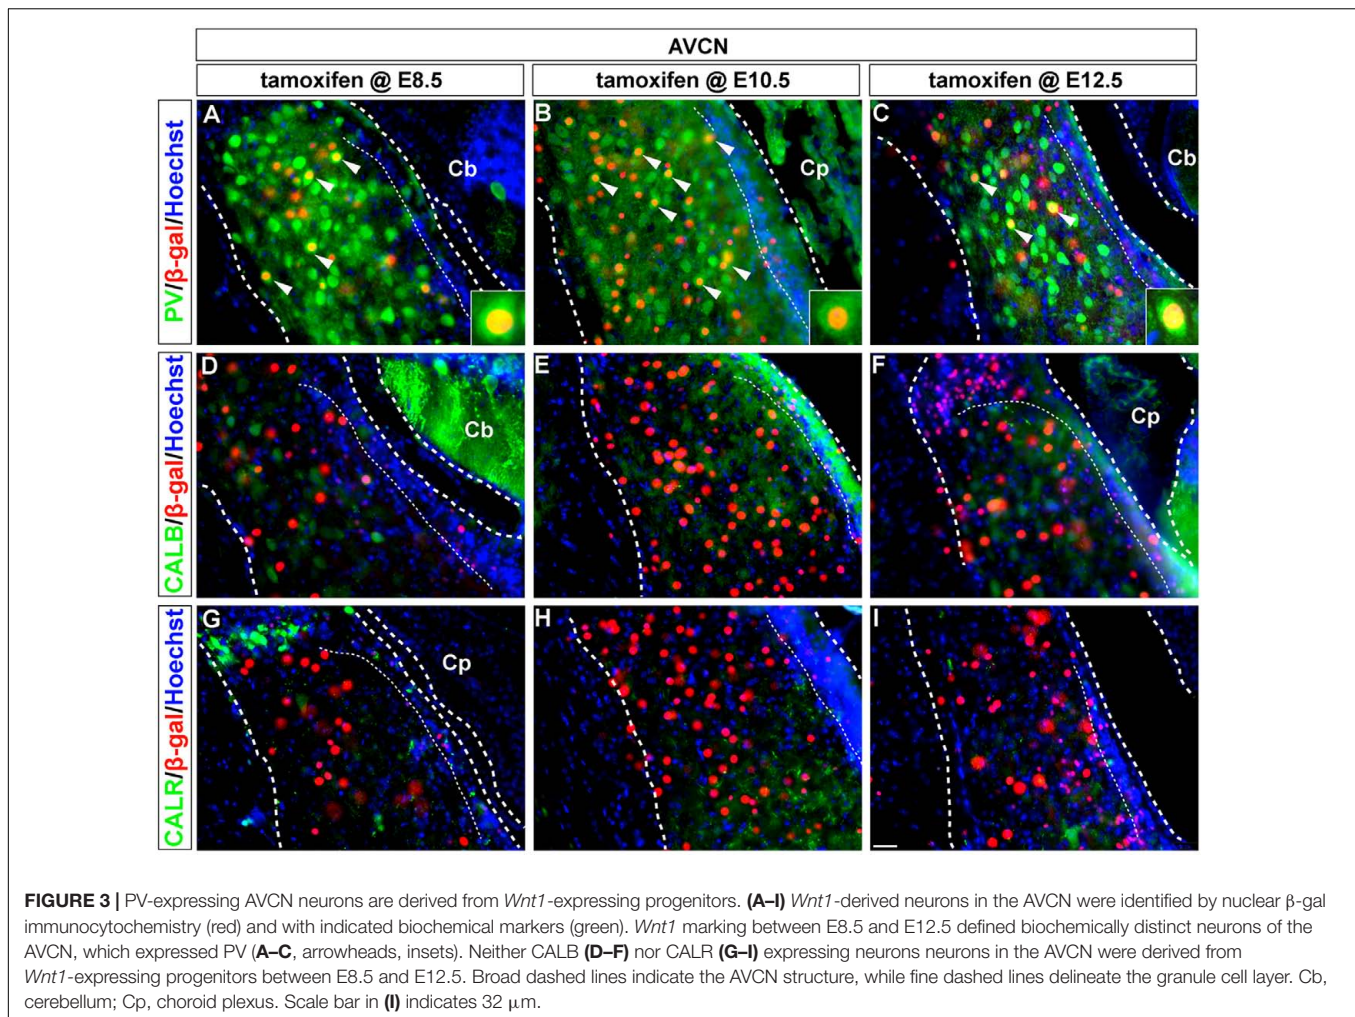 AVCN
tamoxifen @ E8.5
tamoxifen @ E10.5
tamoxifen @ E12.5
PV/β-gal/Hoechst
A
Cb
B
Cp
C
Cb
CALB/β-gal/Hoechst
D
Cb
E
F
Cp
CALR/β-gal/Hoechst
G
Cp
H
I
FIGURE 3 | PV-expressing AVCN neurons are derived from Wnt1-expressing progenitors. (A–I) Wnt1-derived neurons in the AVCN were identified by nuclear β-gal
immunocytochemistry (red) and with indicated biochemical markers (green). Wnt1 marking between E8.5 and E12.5 defined biochemically distinct neurons of the
AVCN, which expressed PV (A–C, arrowheads, insets). Neither CALB (D–F) nor CALR (G–I) expressing neurons neurons in the AVCN were derived from
Wnt1-expressing progenitors between E8.5 and E12.5. Broad dashed lines indicate the AVCN structure, while fine dashed lines delineate the granule cell layer. Cb,
cerebellum; Cp, choroid plexus. Scale bar in (I) indicates 32 μm.